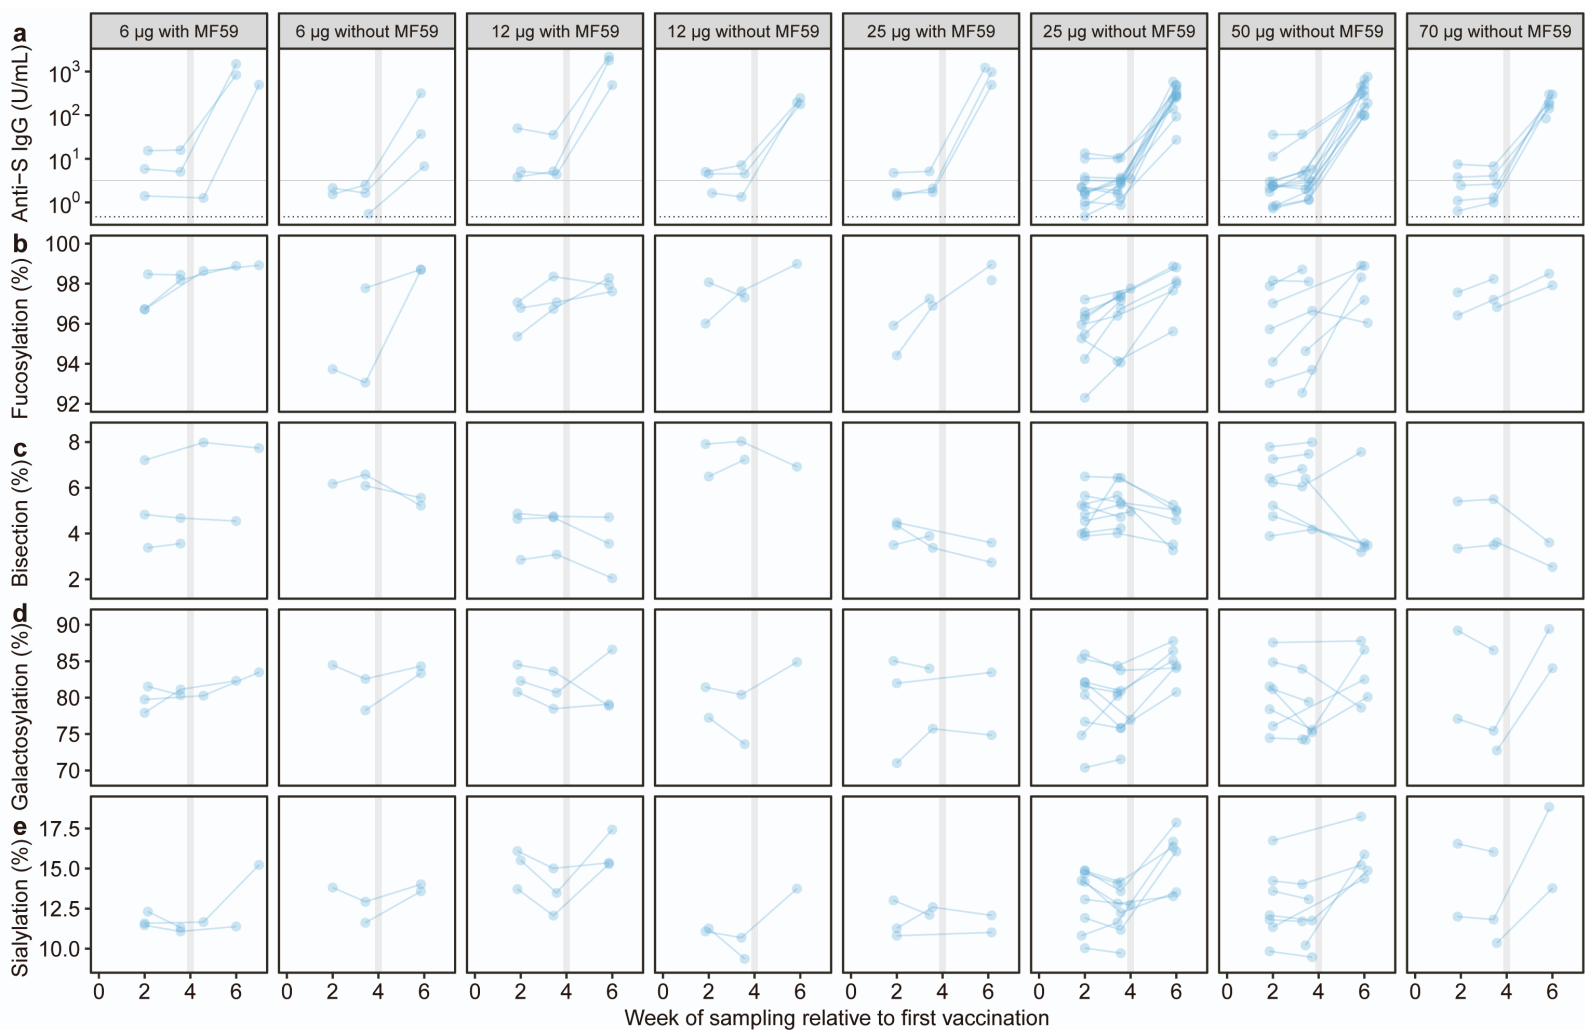 a
6 µg with MF59
6 µg without MF59
12 µg with MF59
12 µg without MF59
25 µg with MF59
25 µg without MF59
50 µg without MF59
70 µg without MF59
Anti−S IgG (U/mL)
10³
10²
10¹
10⁰
b
Fucosylation (%)
100
98
96
94
92
c
Bisection (%)
8
6
4
2
d
Galactosylation (%)
90
85
80
75
70
e
Sialylation (%)
17.5
15.0
12.5
10.0
0 2 4 6 0 2 4 6 0 2 4 6 0 2 4 6 0 2 4 6 0 2 4 6 0 2 4 6 0 2 4 6
Week of sampling relative to first vaccination